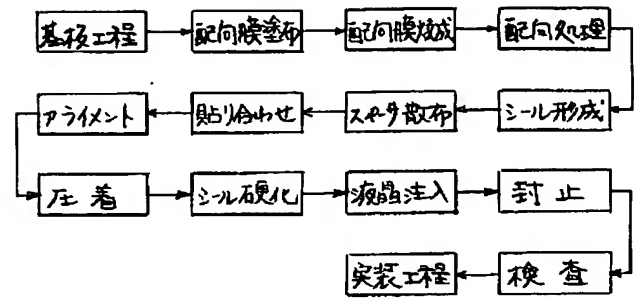 基板工程 配向膜塗布 配向膜焼成 配向処理
アライメント 貼り合わせ スペーサ散布 シール形成
圧着 シール硬化 液晶注入 封止
実装工程 検査